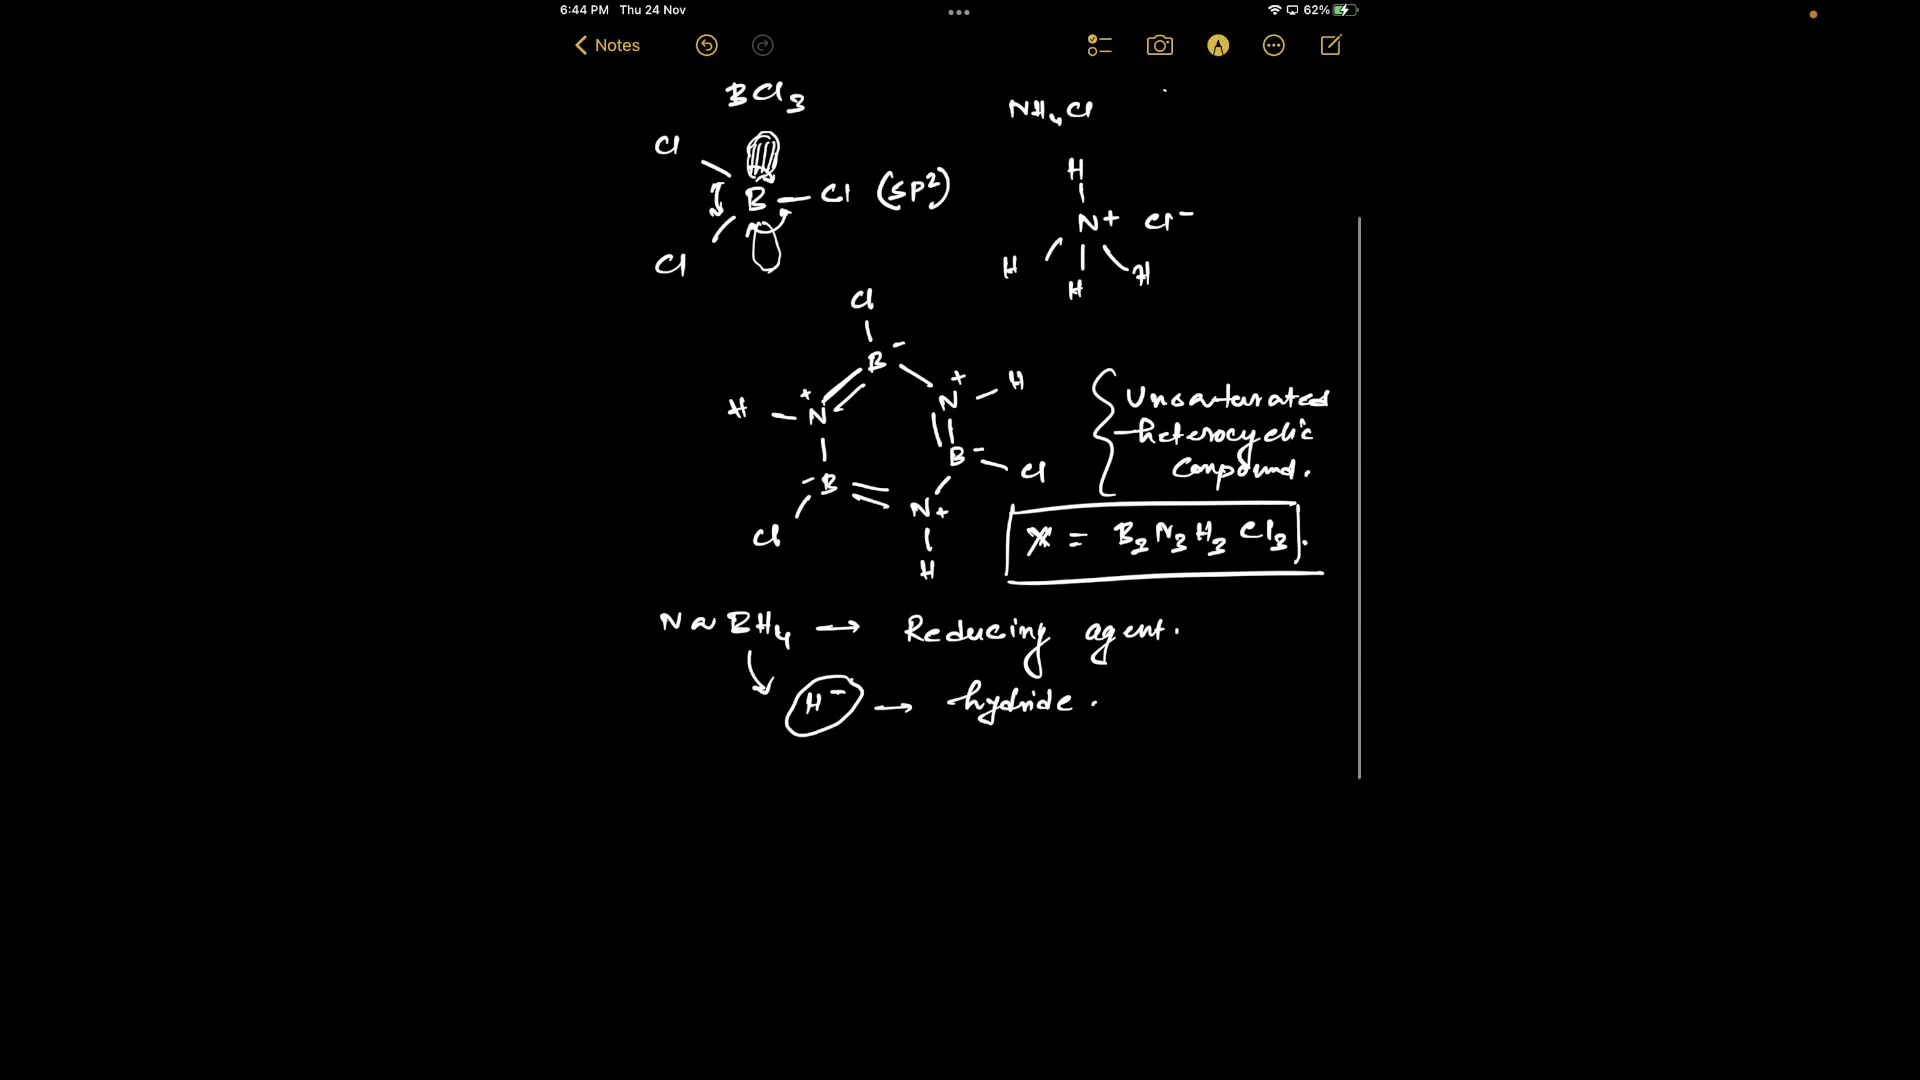 6:44 PM Thu 24 Nov
62%
Notes
BCl3
NH4Cl
Cl
B – Cl (sp2)
Cl
H
N+ Cl-
H H H
Cl
B-
N+ – H
H – N+
B- – Cl
-B
N+
Cl
H
Unsaturated
heterocyclic
Compound.
X = B3N3H3Cl3.
NaBH4 → Reducing agent.
H- → hydride.